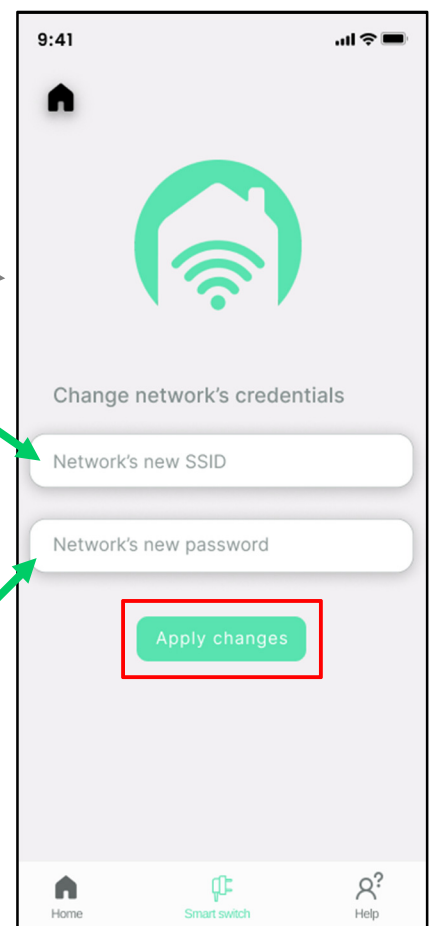 9:41
Change network's credentials
Network's new SSID
Network's new password
Apply changes
Home
Smart switch
?
Help